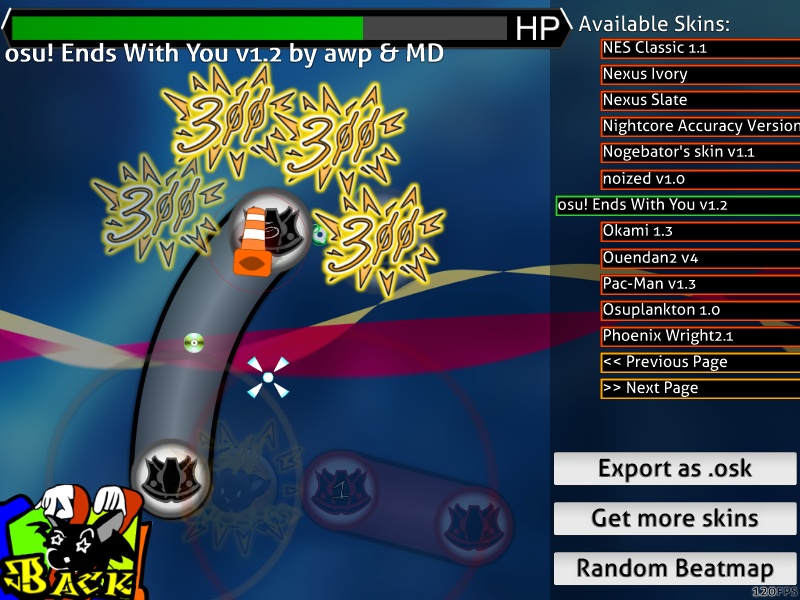 HP
osu! Ends With You v1.2 by awp & MD
300
300
300
300
1
BACK
Available Skins:
NES Classic 1.1
Nexus Ivory
Nexus Slate
Nightcore Accuracy Version
Nogebator's skin v1.1
noized v1.0
osu! Ends With You v1.2
Okami 1.3
Ouendan2 v4
Pac-Man v1.3
Osuplankton 1.0
Phoenix Wright2.1
<< Previous Page
>> Next Page
Export as .osk
Get more skins
Random Beatmap
120FPS